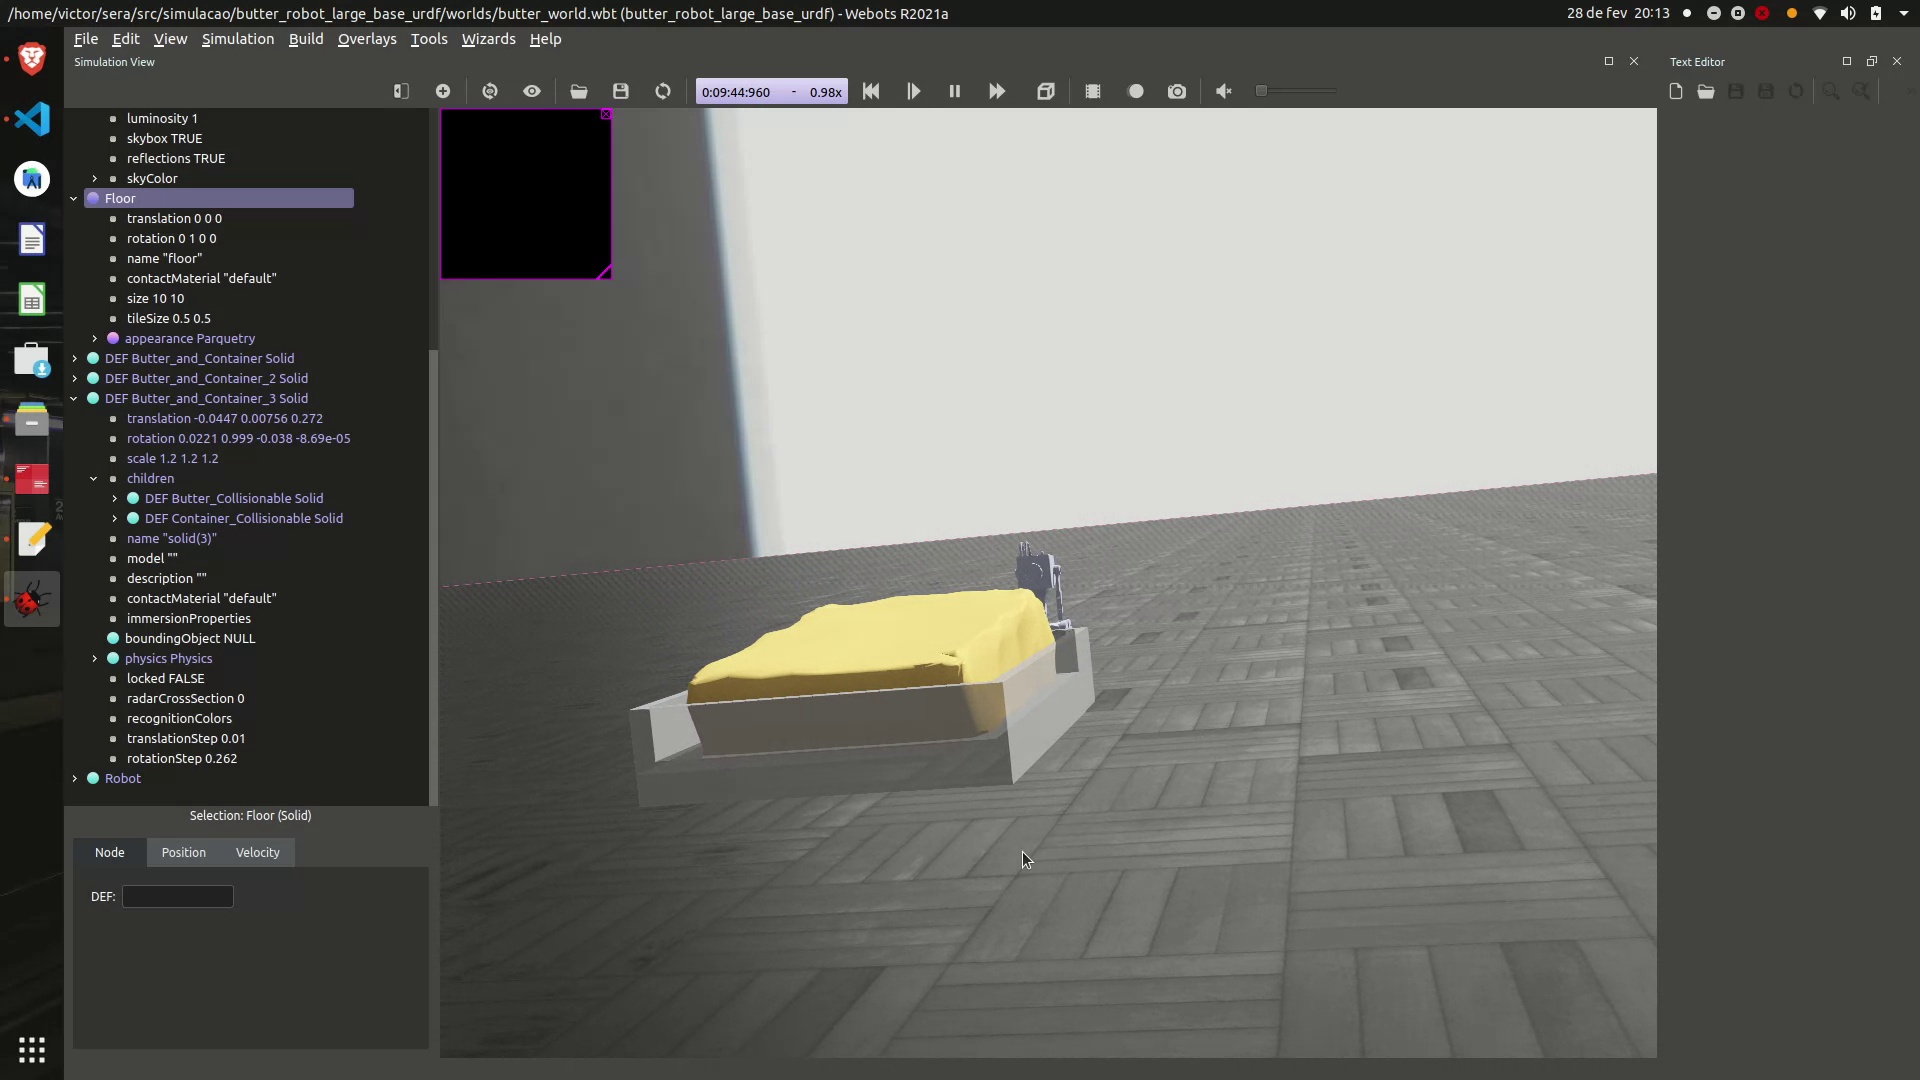 /home/victor/sera/src/simulacao/butter_robot_large_base_urdf/worlds/butter_world.wbt (butter_robot_large_base_urdf) - Webots R2021a
28 de fev 20:13
File Edit View Simulation Build Overlays Tools Wizards Help
Simulation View
Text Editor
0:09:44:960 - 0.98x
luminosity 1
skybox TRUE
reflections TRUE
skyColor
Floor
translation 0 0 0
rotation 0 1 0 0
name "floor"
contactMaterial "default"
size 10 10
tileSize 0.5 0.5
appearance Parquetry
DEF Butter_and_Container Solid
DEF Butter_and_Container_2 Solid
DEF Butter_and_Container_3 Solid
translation -0.0447 0.00756 0.272
rotation 0.0221 0.999 -0.038 -8.69e-05
scale 1.2 1.2 1.2
children
DEF Butter_Collisionable Solid
DEF Container_Collisionable Solid
name "solid(3)"
model ""
description ""
contactMaterial "default"
immersionProperties
boundingObject NULL
physics Physics
locked FALSE
radarCrossSection 0
recognitionColors
translationStep 0.01
rotationStep 0.262
Robot
Selection: Floor (Solid)
Node Position Velocity
DEF: